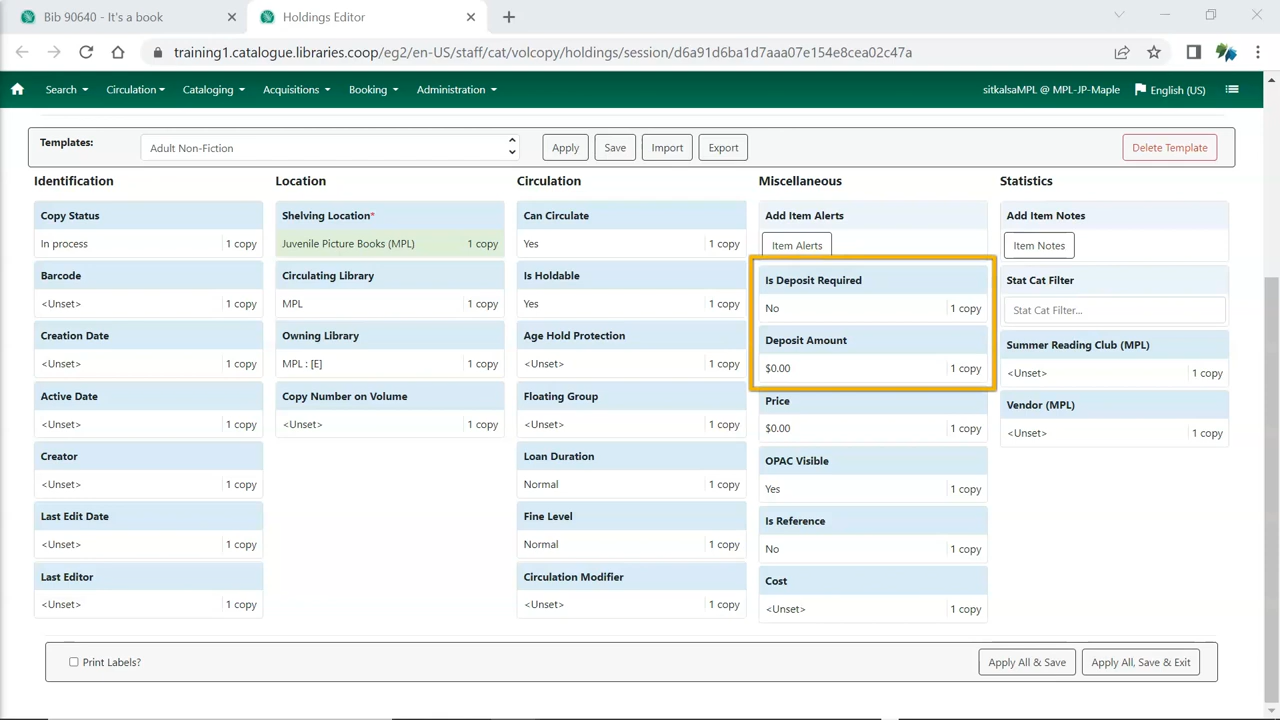 Bib 90640 - It's a book
Holdings Editor
training1.catalogue.libraries.coop/eg2/en-US/staff/cat/volcopy/holdings/session/d6a91d6ba1d7aaa07e154e8cea02c47a
Search Circulation Cataloging Acquisitions Booking Administration sitkalsaMPL @ MPL-JP-Maple English (US)
Templates: Adult Non-Fiction Apply Save Import Export Delete Template
Identification
Copy Status
In process 1 copy
Barcode
<Unset> 1 copy
Creation Date
<Unset> 1 copy
Active Date
<Unset> 1 copy
Creator
<Unset> 1 copy
Last Edit Date
<Unset> 1 copy
Last Editor
<Unset> 1 copy
Location
Shelving Location*
Juvenile Picture Books (MPL) 1 copy
Circulating Library
MPL 1 copy
Owning Library
MPL : [E] 1 copy
Copy Number on Volume
<Unset> 1 copy
Circulation
Can Circulate
Yes 1 copy
Is Holdable
Yes 1 copy
Age Hold Protection
<Unset> 1 copy
Floating Group
<Unset> 1 copy
Loan Duration
Normal 1 copy
Fine Level
Normal 1 copy
Circulation Modifier
<Unset> 1 copy
Miscellaneous
Add Item Alerts
Item Alerts
Is Deposit Required
No 1 copy
Deposit Amount
$0.00 1 copy
Price
$0.00 1 copy
OPAC Visible
Yes 1 copy
Is Reference
No 1 copy
Cost
<Unset> 1 copy
Statistics
Add Item Notes
Item Notes
Stat Cat Filter
Stat Cat Filter...
Summer Reading Club (MPL)
<Unset> 1 copy
Vendor (MPL)
<Unset> 1 copy
Print Labels? Apply All & Save Apply All, Save & Exit